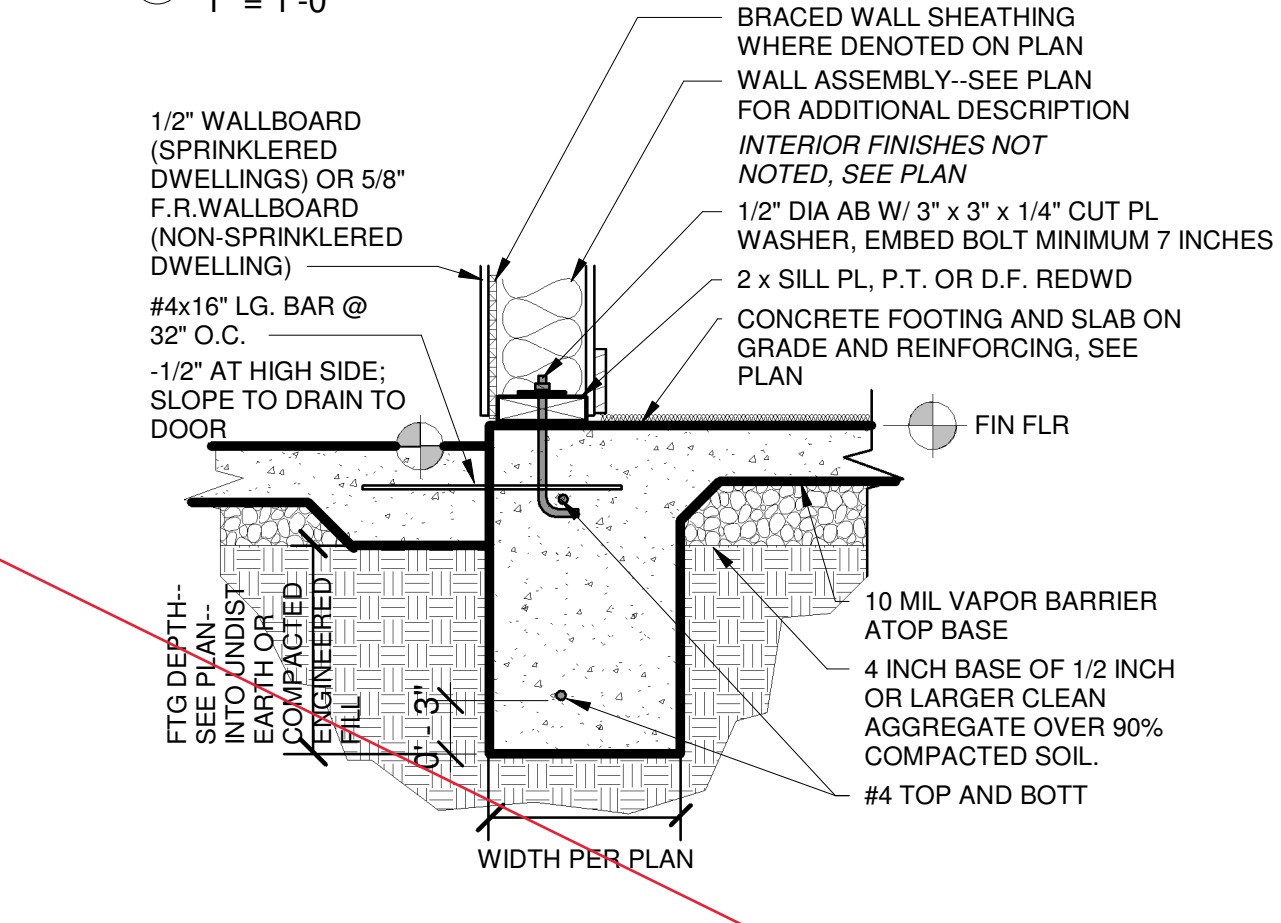 1" = 1'-0"
BRACED WALL SHEATHING
WHERE DENOTED ON PLAN
WALL ASSEMBLY--SEE PLAN
FOR ADDITIONAL DESCRIPTION
INTERIOR FINISHES NOT
NOTED, SEE PLAN
1/2" DIA AB W/ 3" x 3" x 1/4" CUT PL
WASHER, EMBED BOLT MINIMUM 7 INCHES
2 x SILL PL, P.T. OR D.F. REDWD
CONCRETE FOOTING AND SLAB ON
GRADE AND REINFORCING, SEE
PLAN
1/2" WALLBOARD
(SPRINKLERED
DWELLINGS) OR 5/8"
F.R.WALLBOARD
(NON-SPRINKLERED
DWELLING)
#4x16" LG. BAR @
32" O.C.
-1/2" AT HIGH SIDE;
SLOPE TO DRAIN TO
DOOR
FIN FLR
FTG DEPTH--
SEE PLAN--
INTO UNDIST
EARTH OR
COMPACTED
ENGINEERED
FILL
0' - 3"
10 MIL VAPOR BARRIER
ATOP BASE
4 INCH BASE OF 1/2 INCH
OR LARGER CLEAN
AGGREGATE OVER 90%
COMPACTED SOIL.
#4 TOP AND BOTT
WIDTH PER PLAN